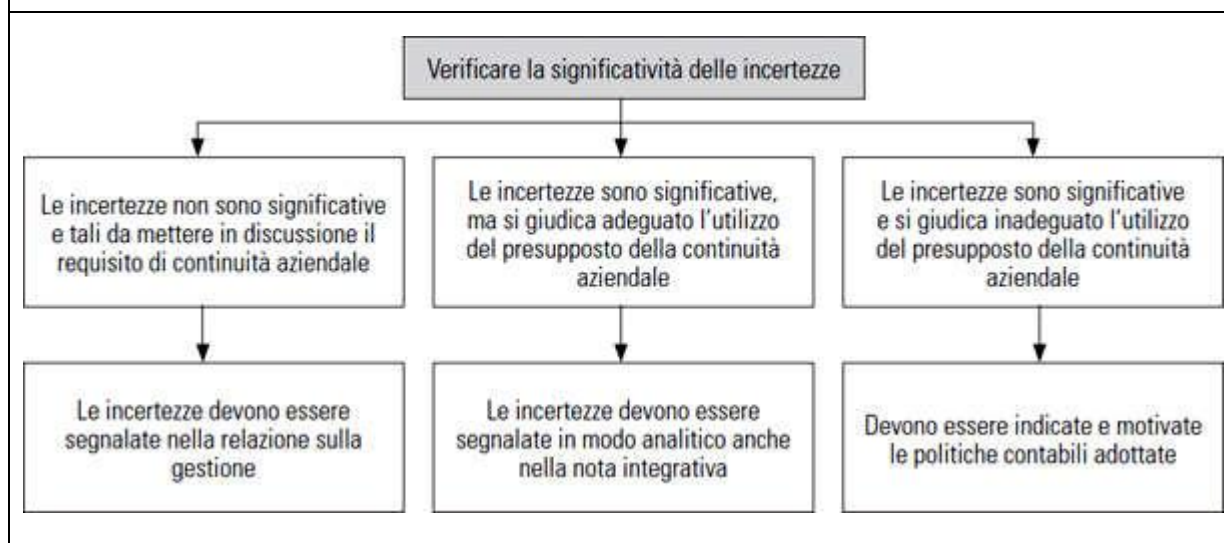 Verificare la significatività delle incertezze
Le incertezze non sono significative
e tali da mettere in discussione il
requisito di continuità aziendale
Le incertezze sono significative,
ma si giudica adeguato l'utilizzo
del presupposto della continuità
aziendale
Le incertezze sono significative
e si giudica inadeguato l'utilizzo
del presupposto della continuità
aziendale
Le incertezze devono essere
segnalate nella relazione sulla
gestione
Le incertezze devono essere
segnalate in modo analitico anche
nella nota integrativa
Devono essere indicate e motivate
le politiche contabili adottate